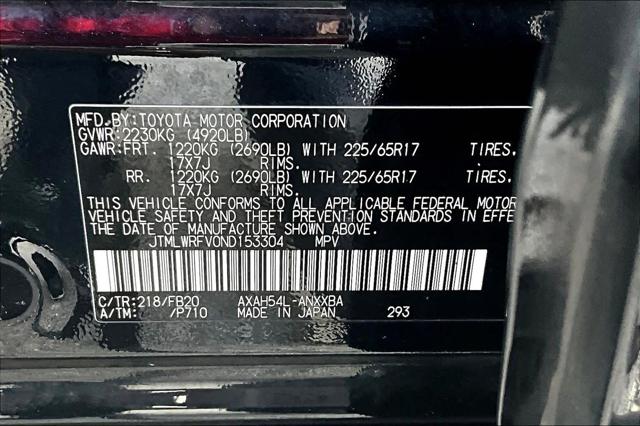 MFD. BY:TOYOTA MOTOR CORPORATION
GVWR:2230KG (4920LB)
GAWR:FRT. 1220KG (2690LB) WITH 225/65R17 TIRES.
17X7J RIMS.
RR. 1220KG (2690LB) WITH 225/65R17 TIRES.
17X7J RIMS.
THIS VEHICLE CONFORMS TO ALL APPLICABLE FEDERAL MOTOR
VEHICLE SAFETY AND THEFT PREVENTION STANDARDS IN EFFE
THE DATE OF MANUFACTURE SHOWN ABOVE.
JTMLWRFV0ND153304 MPV
C/TR:218/FB20 AXAH54L-ANXXBA
A/TM: /P710 MADE IN JAPAN 293